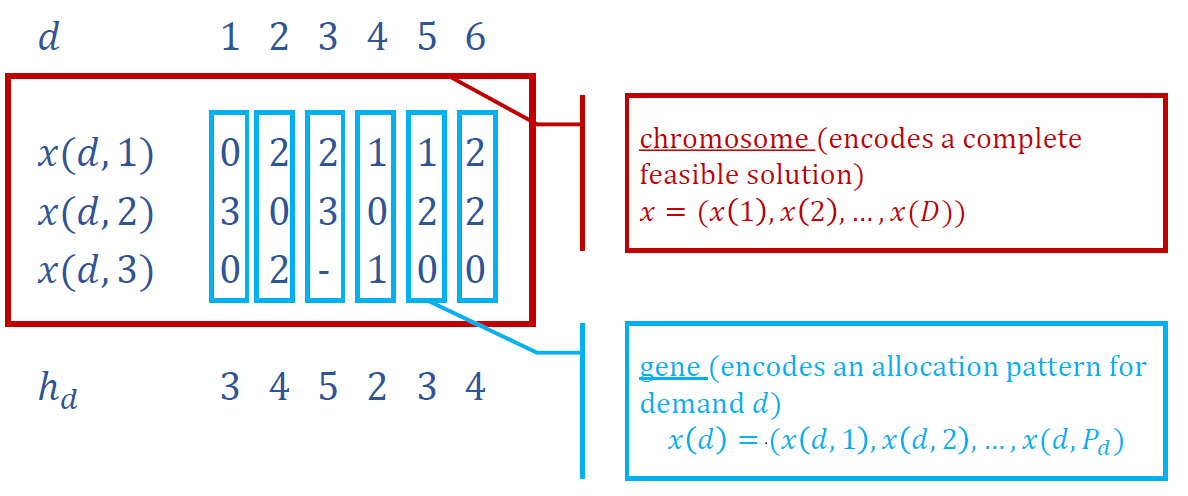 d 1 2 3 4 5 6
x(d, 1) 0 2 2 1 1 2
x(d, 2) 3 0 3 0 2 2
x(d, 3) 0 2 - 1 0 0
h_d 3 4 5 2 3 4
chromosome (encodes a complete
feasible solution)
x = (x(1), x(2), ..., x(D))
gene (encodes an allocation pattern for
demand d)
x(d) = (x(d, 1), x(d, 2), ..., x(d, P_d)